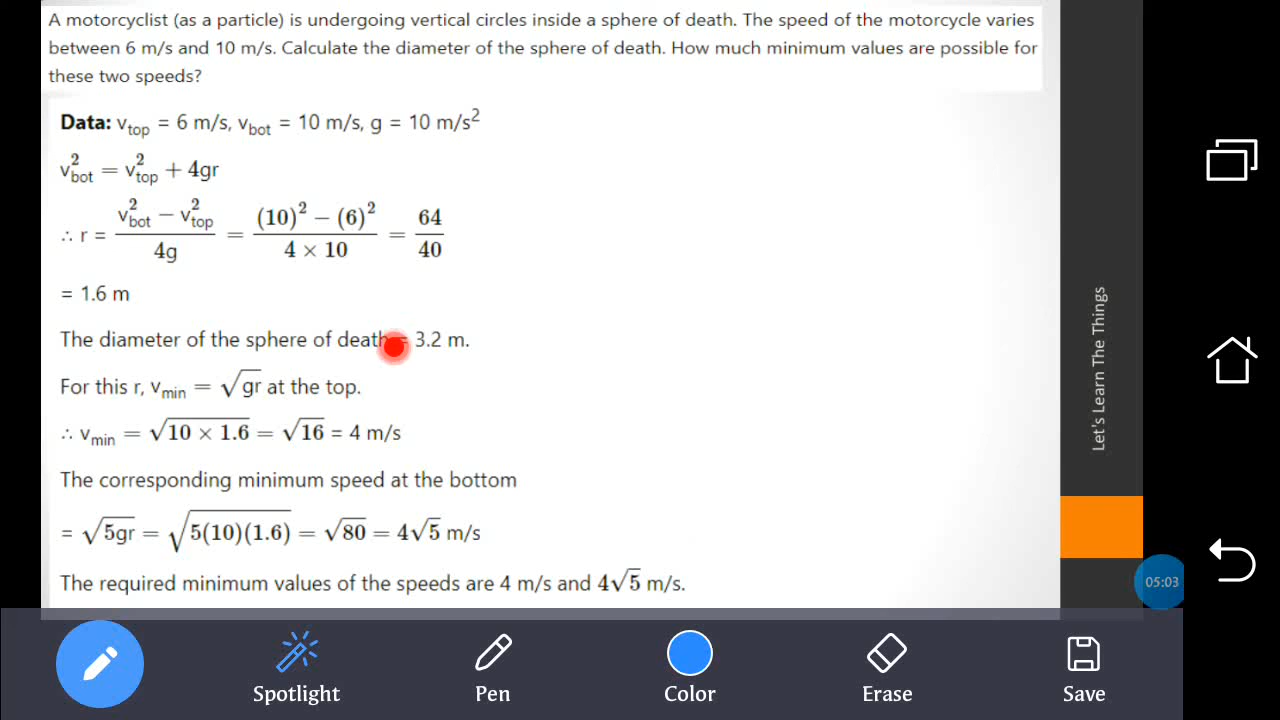 A motorcyclist (as a particle) is undergoing vertical circles inside a sphere of death. The speed of the motorcycle varies
between 6 m/s and 10 m/s. Calculate the diameter of the sphere of death. How much minimum values are possible for
these two speeds?
Data: v_top = 6 m/s, v_bot = 10 m/s, g = 10 m/s²
v²_bot = v²_top + 4gr
∴ r = (v²_bot − v²_top)/4g = ((10)² − (6)²)/(4 × 10) = 64/40
= 1.6 m
The diameter of the sphere of death = 3.2 m.
For this r, v_min = √gr at the top.
∴ v_min = √(10 × 1.6) = √16 = 4 m/s
The corresponding minimum speed at the bottom
= √5gr = √(5(10)(1.6)) = √80 = 4√5 m/s
The required minimum values of the speeds are 4 m/s and 4√5 m/s.
Let's Learn The Things
05:03
Spotlight
Pen
Color
Erase
Save